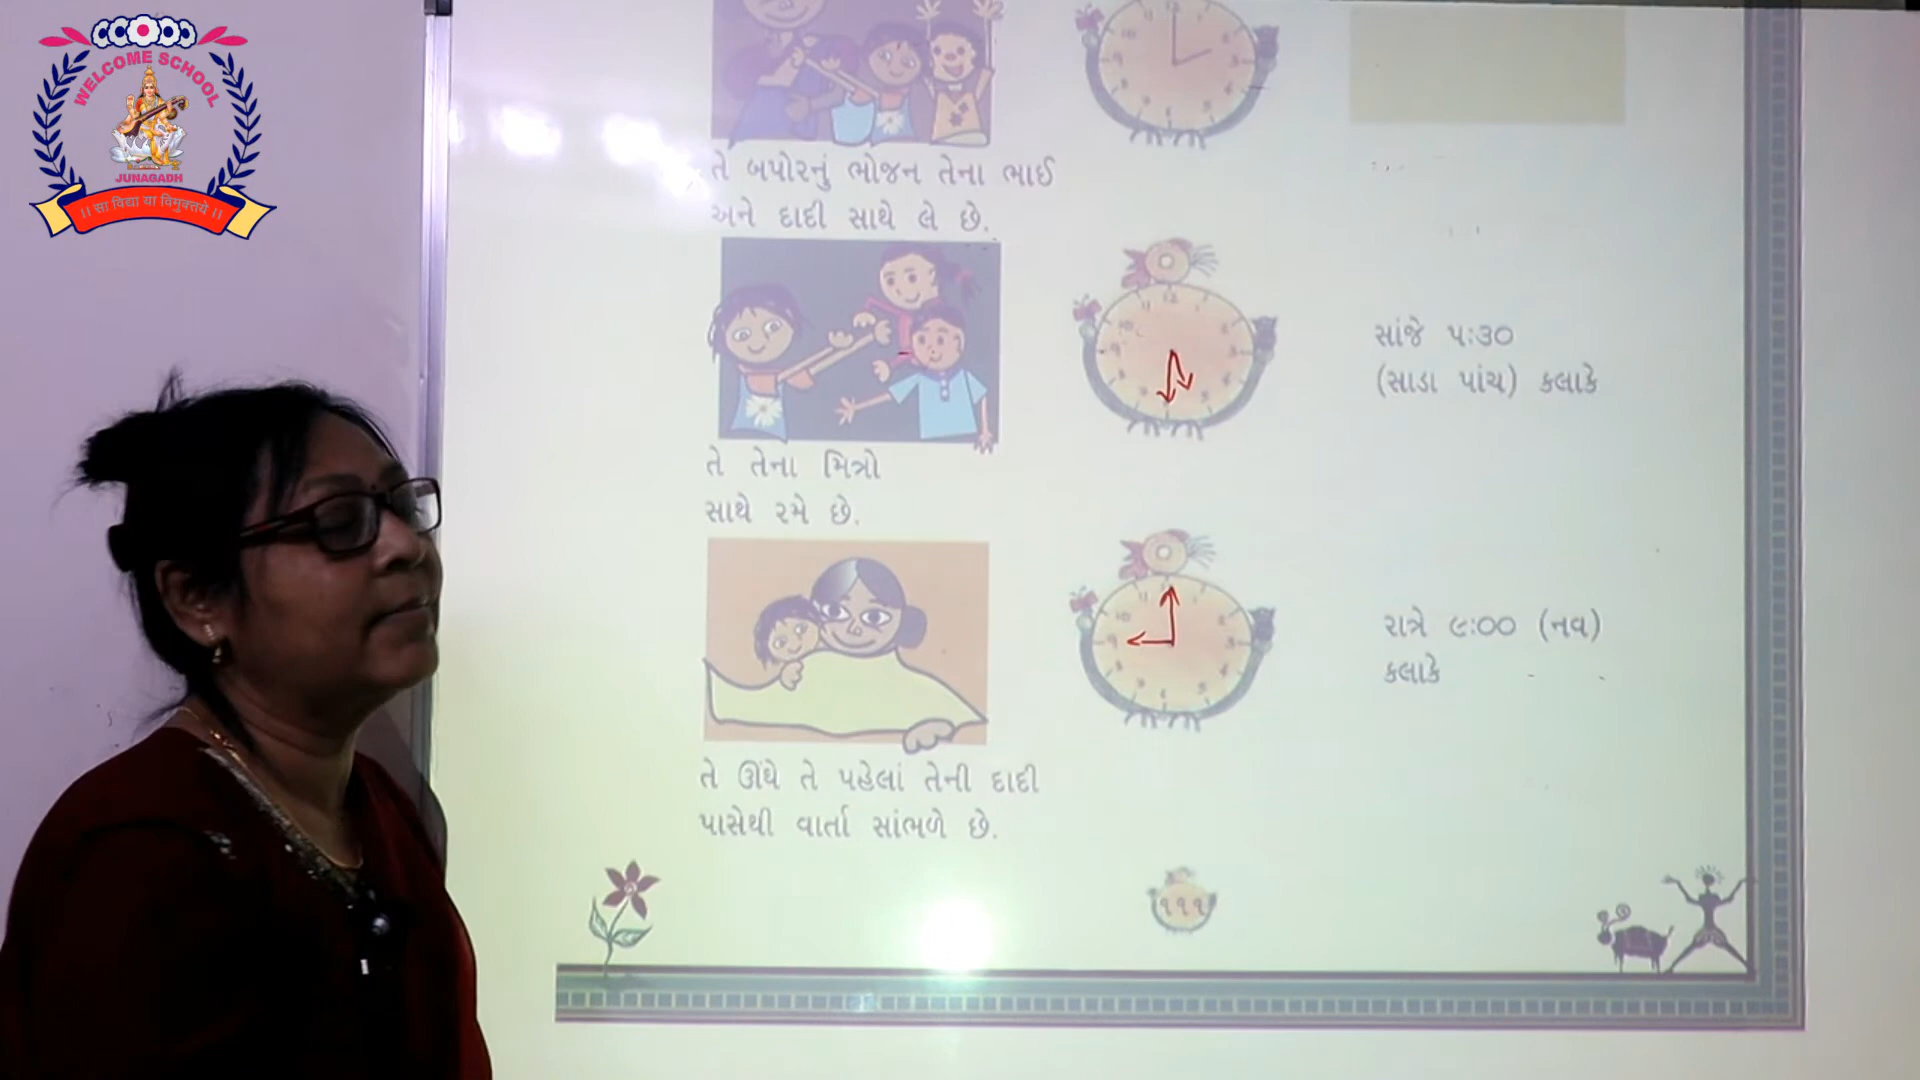 WELCOME SCHOOL
JUNAGADH
।। सा विद्या या विमुक्तये ।।
તે બપોરનું ભોજન તેના ભાઈ
અને દાદી સાથે લે છે.
સાંજે ૫:૩૦
(સાડા પાંચ) કલાકે
તે તેના મિત્રો
સાથે રમે છે.
રાત્રે ૯:૦૦ (નવ)
કલાકે
તે ઊંઘે તે પહેલાં તેની દાદી
પાસેથી વાર્તા સાંભળે છે.
૧૧૧